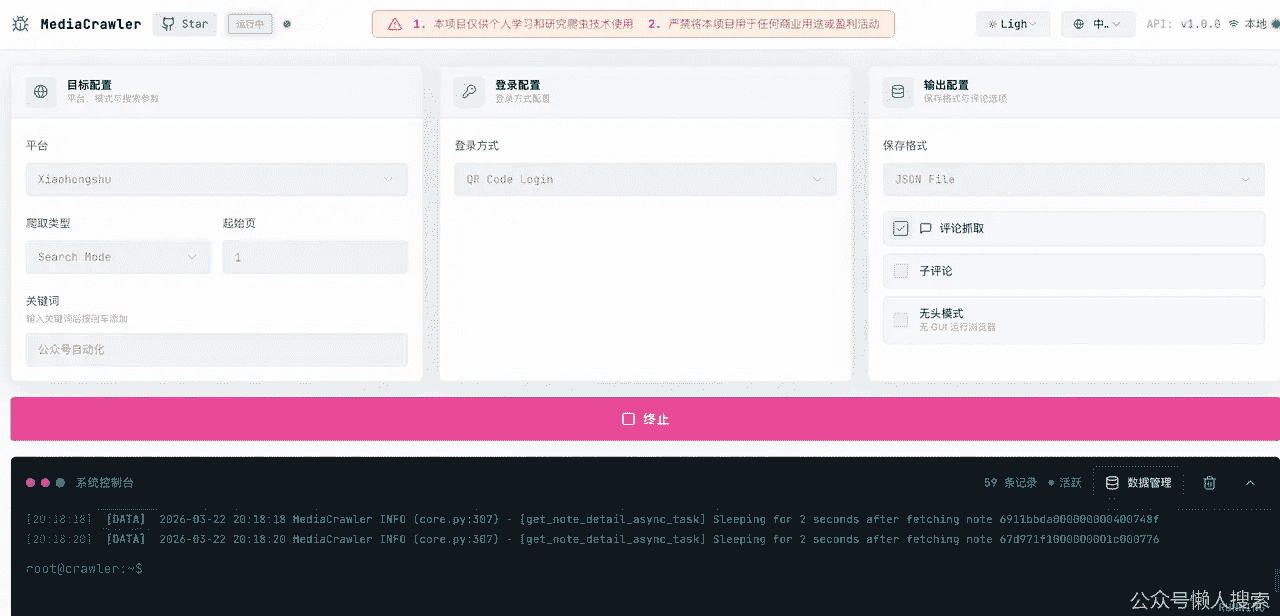 MediaCrawler Star 运行中 1. 本项目仅供个人学习和研究爬虫技术使用 2. 严禁将本项目用于任何商业用途或盈利活动 Ligh 中.. API: v1.0.0 本地
目标配置
平台、模式与搜索参数
平台
Xiaohongshu
爬取类型 起始页
Search Mode 1
关键词
输入关键词后按回车添加
公众号自动化
登录配置
登录方式配置
登录方式
QR Code Login
输出配置
保存格式与评论选项
保存格式
JSON File
评论抓取
子评论
无头模式
无 GUI 运行浏览器
终止
系统控制台 59 条记录 活跃 数据管理
[20:18:18] [DATA] 2026-03-22 20:18:18 MediaCrawler INFO (core.py:307) - [get_note_detail_async_task] Sleeping for 2 seconds after fetching note
[20:18:20] [DATA] 2026-03-22 20:18:20 MediaCrawler INFO (core.py:307) - [get_note_detail_async_task] Sleeping for 2 seconds after fetching note
root@crawler:~$
公众号懒人搜索